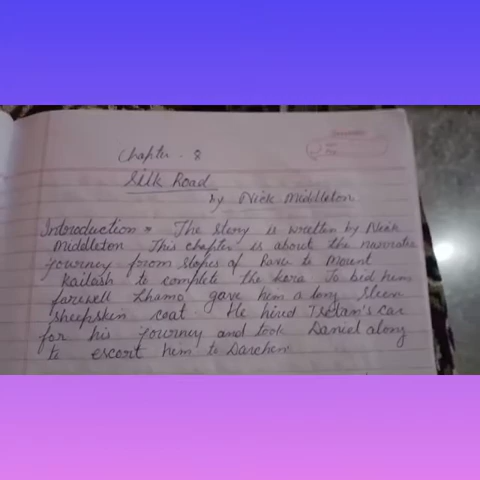 Chapter - 8
Silk Road
by Nick Middleton
Introduction * The story is written by Nick
Middleton This chapter is about the narrative
journey from slopes of Ravu to Mount
Kailash to complete the kora To bid him
farewell Lhamo gave him a long sleeve
sheepskin coat. He hired Tsetan's car
for his journey and took Daniel along
to escort him to Darchen